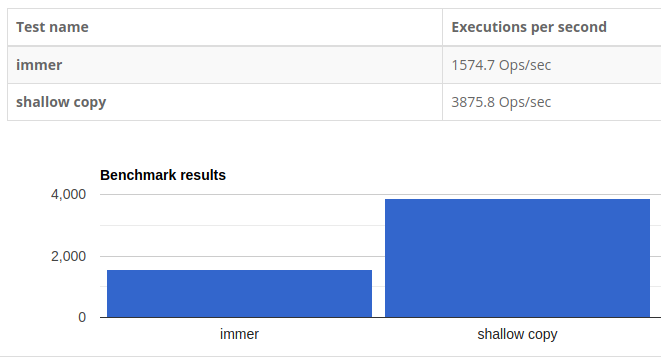 Test name Executions per second
immer 1574.7 Ops/sec
shallow copy 3875.8 Ops/sec
Benchmark results
4,000
2,000
0
immer shallow copy